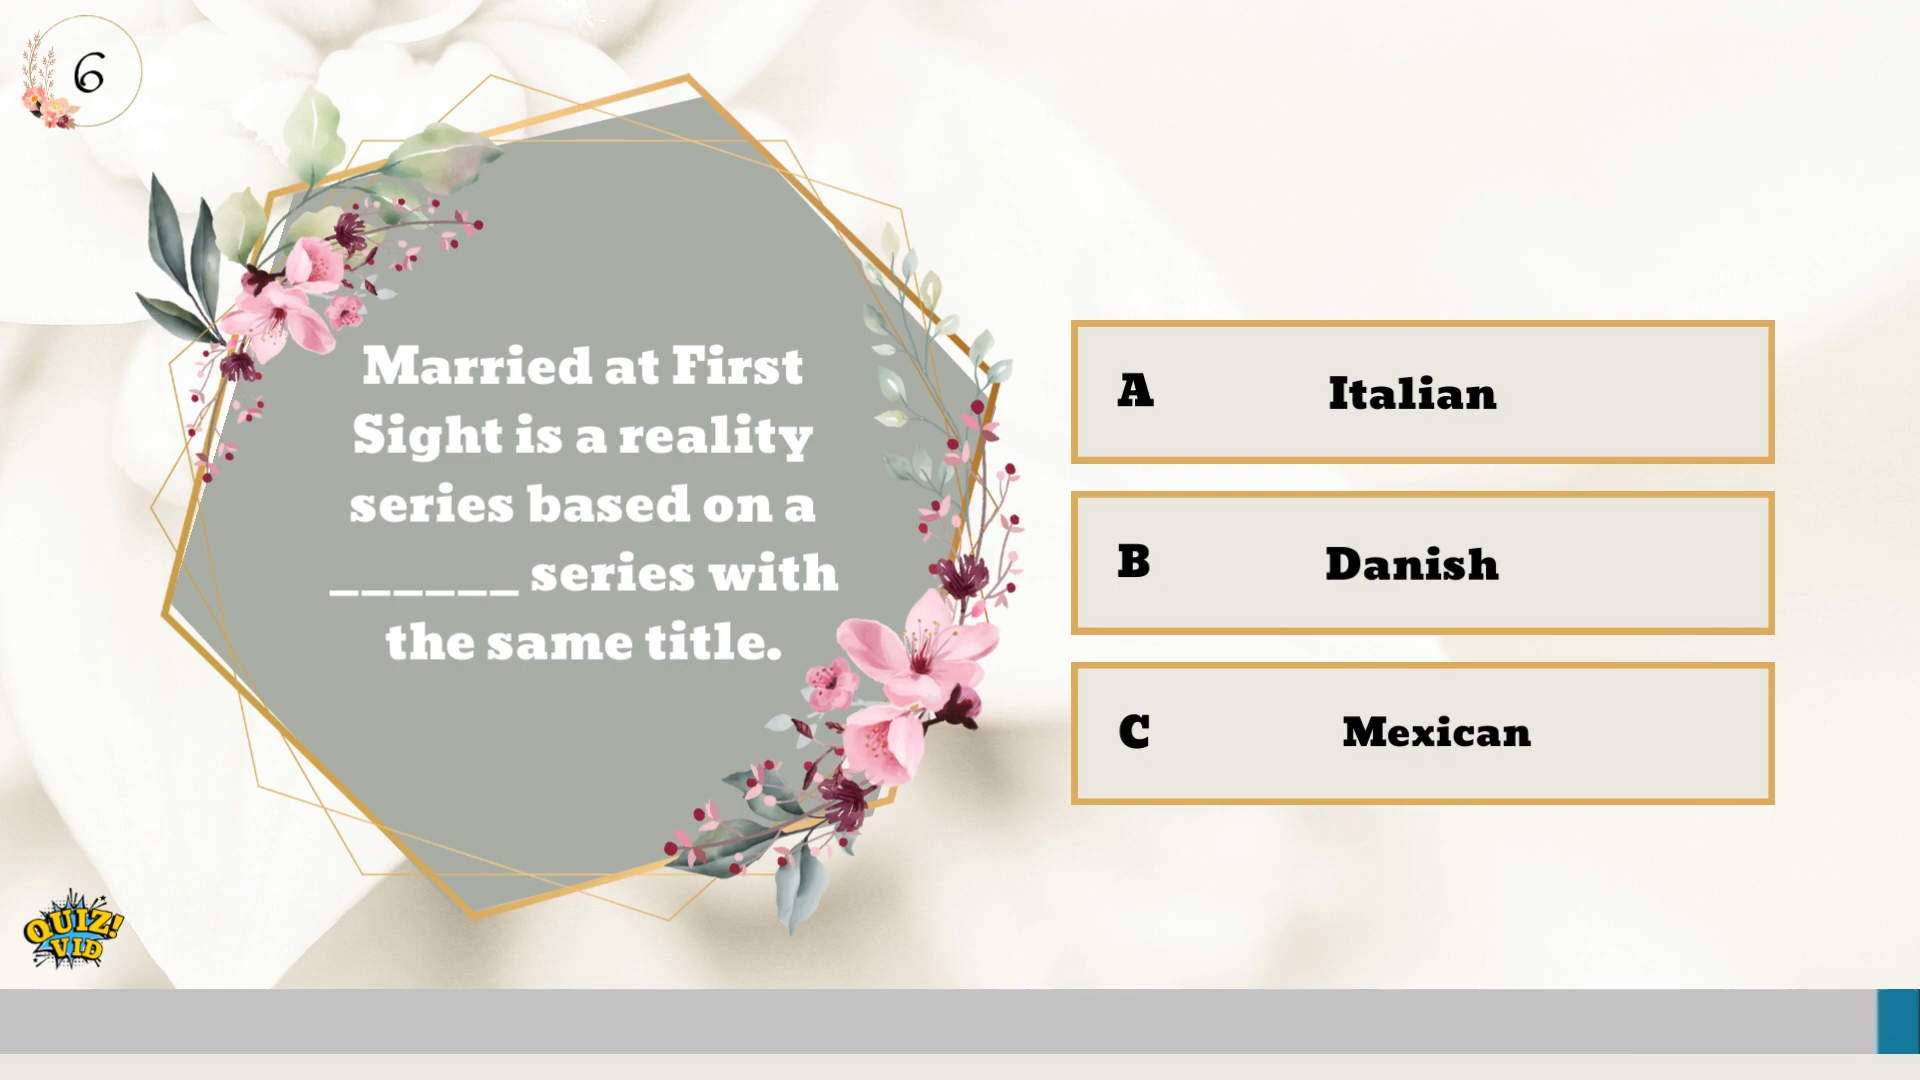 6
Married at First
Sight is a reality
series based on a
______ series with
the same title.
A Italian
B Danish
C Mexican
QUIZ!
VID